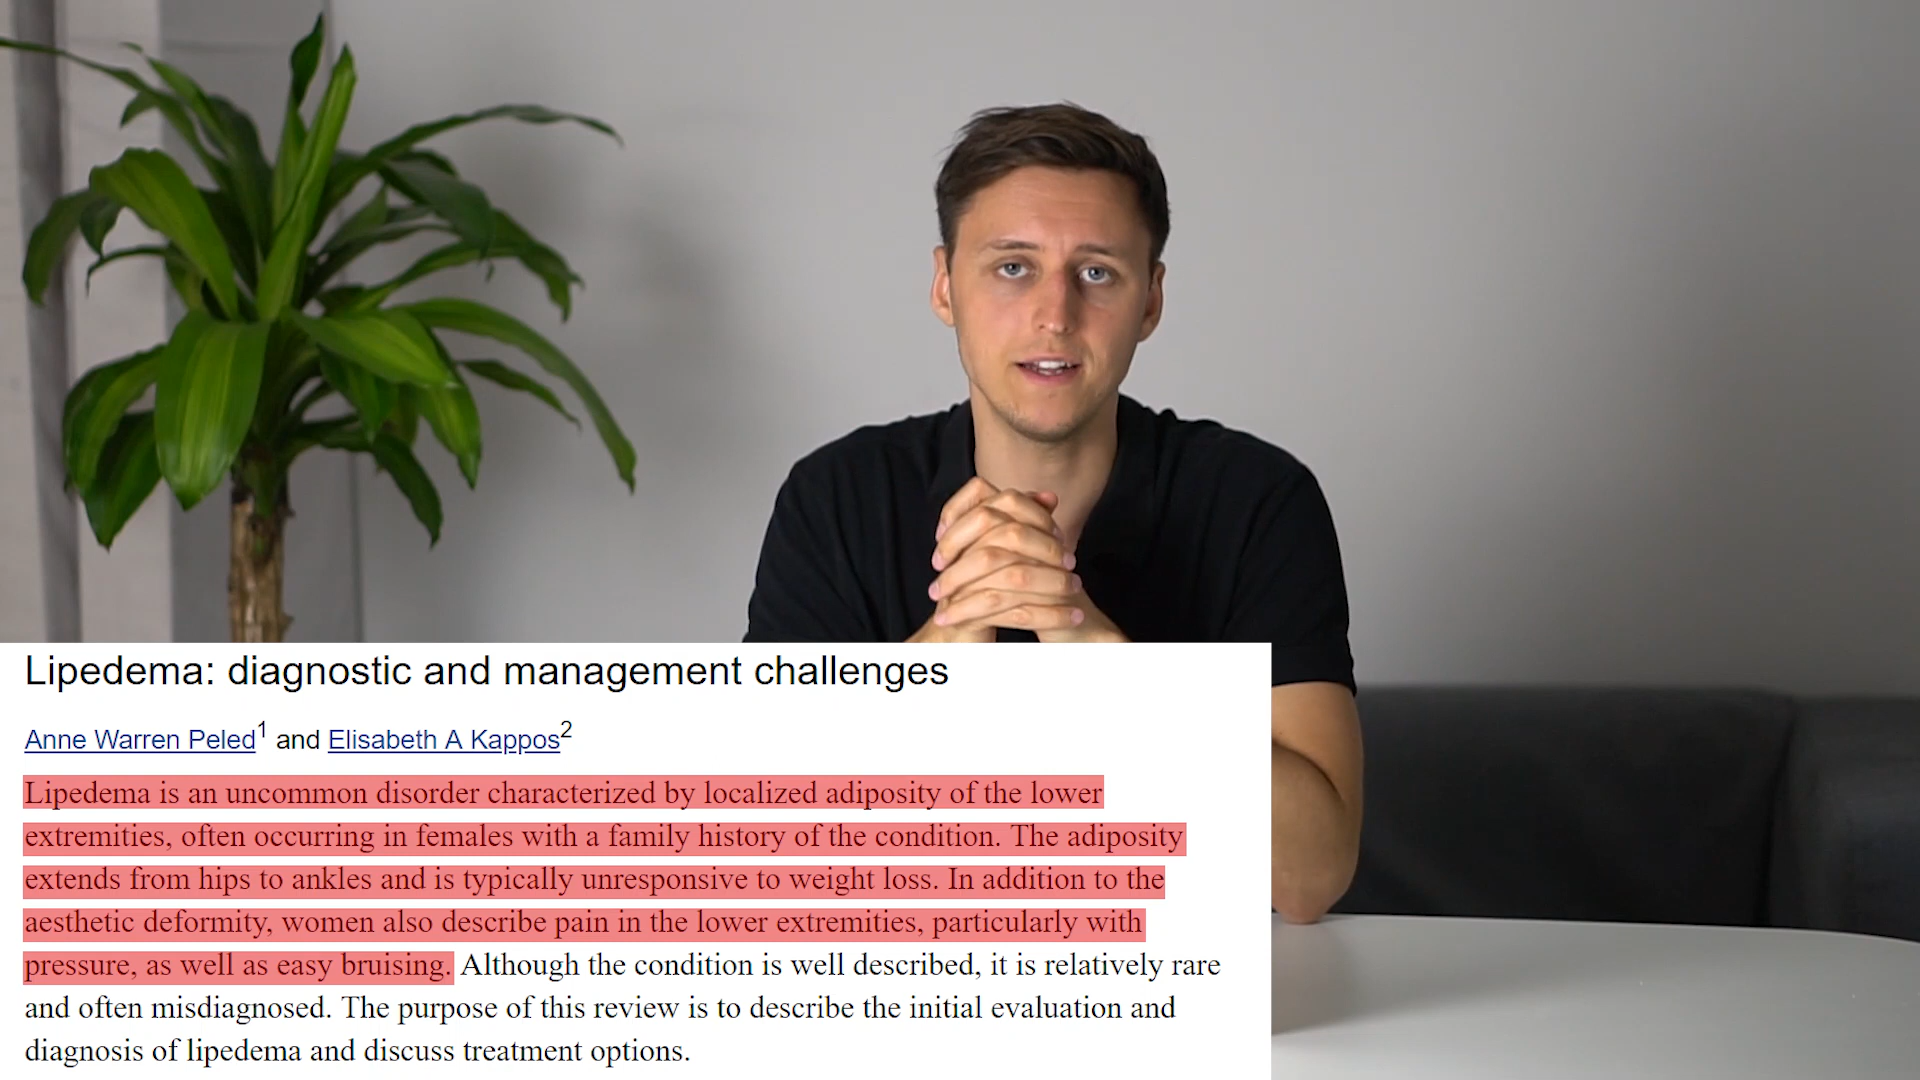 Lipedema: diagnostic and management challenges
Anne Warren Peled1 and Elisabeth A Kappos2
Lipedema is an uncommon disorder characterized by localized adiposity of the lower
extremities, often occurring in females with a family history of the condition. The adiposity
extends from hips to ankles and is typically unresponsive to weight loss. In addition to the
aesthetic deformity, women also describe pain in the lower extremities, particularly with
pressure, as well as easy bruising. Although the condition is well described, it is relatively rare
and often misdiagnosed. The purpose of this review is to describe the initial evaluation and
diagnosis of lipedema and discuss treatment options.